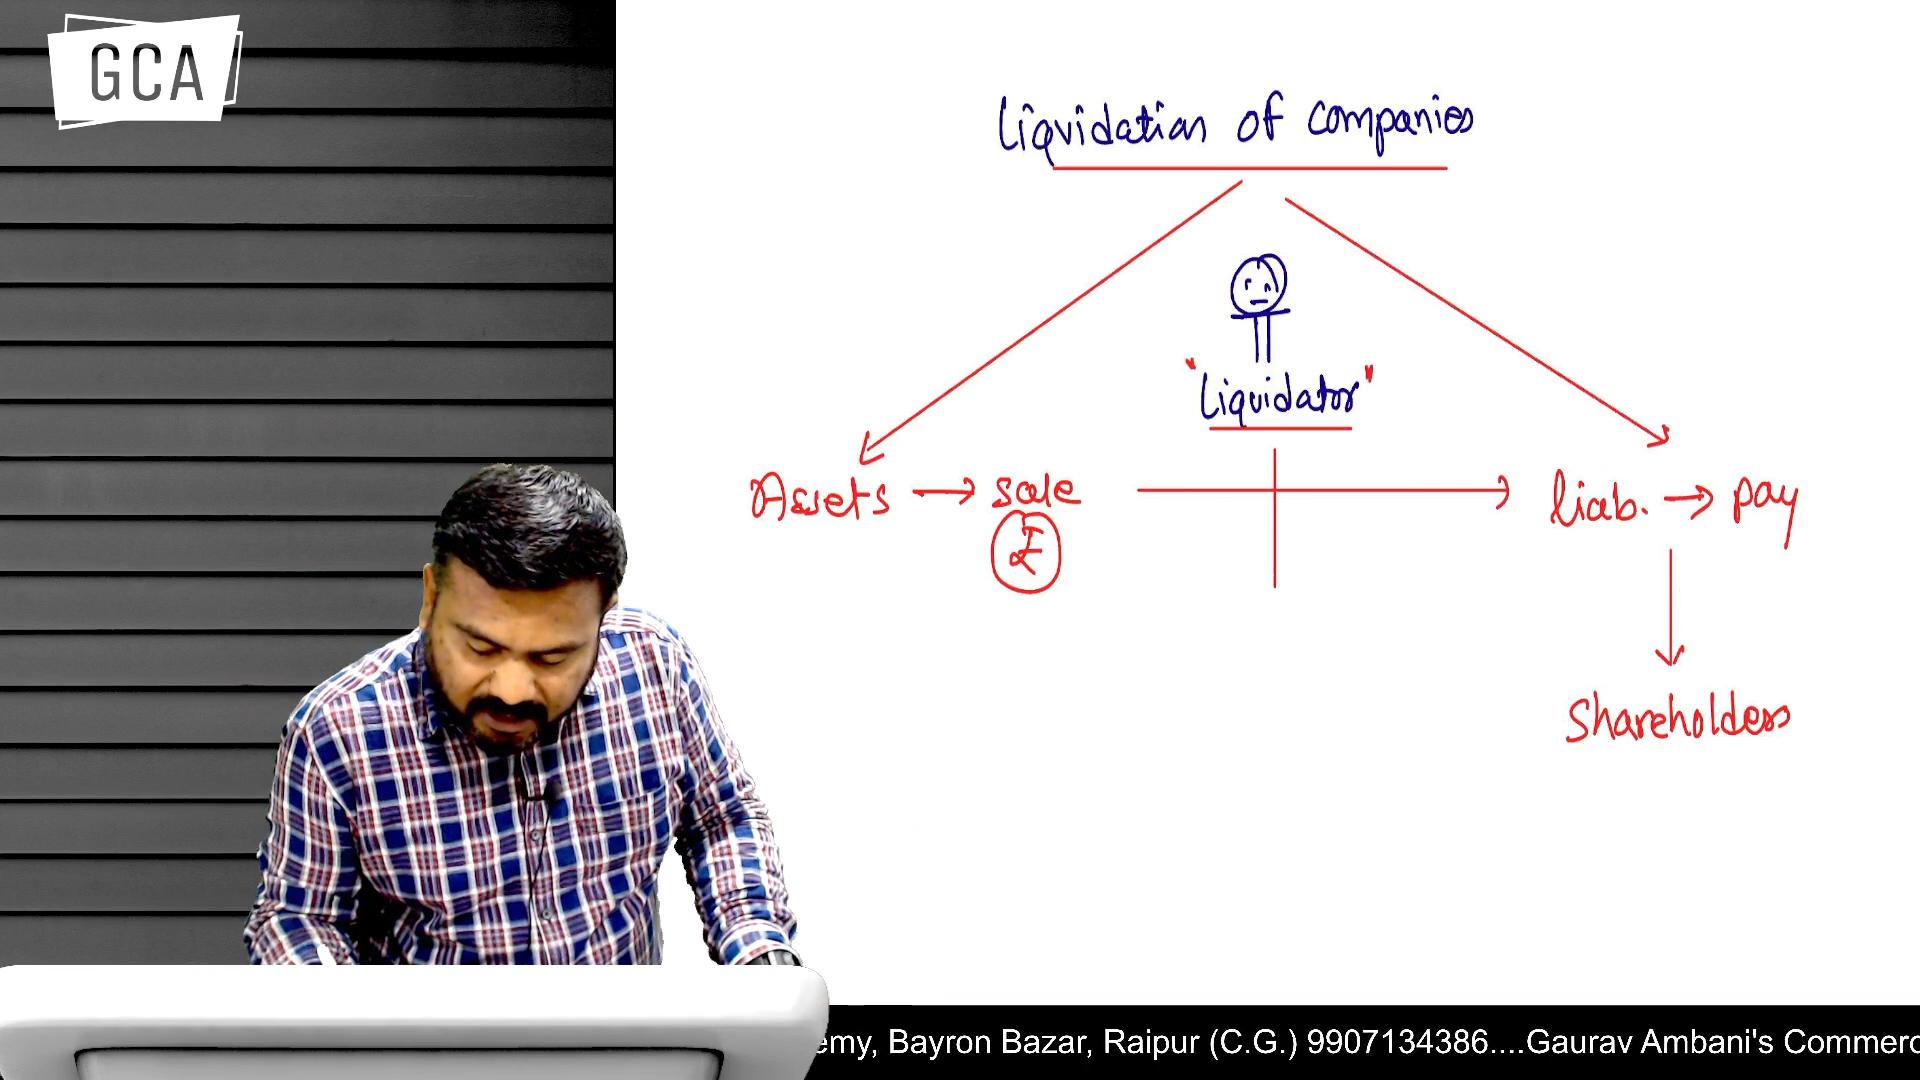 GCA
Liquidation of companies
"Liquidator"
Assets → sale → liab. → pay
₹
Shareholders
emy, Bayron Bazar, Raipur (C.G.) 9907134386....Gaurav Ambani's Commerc